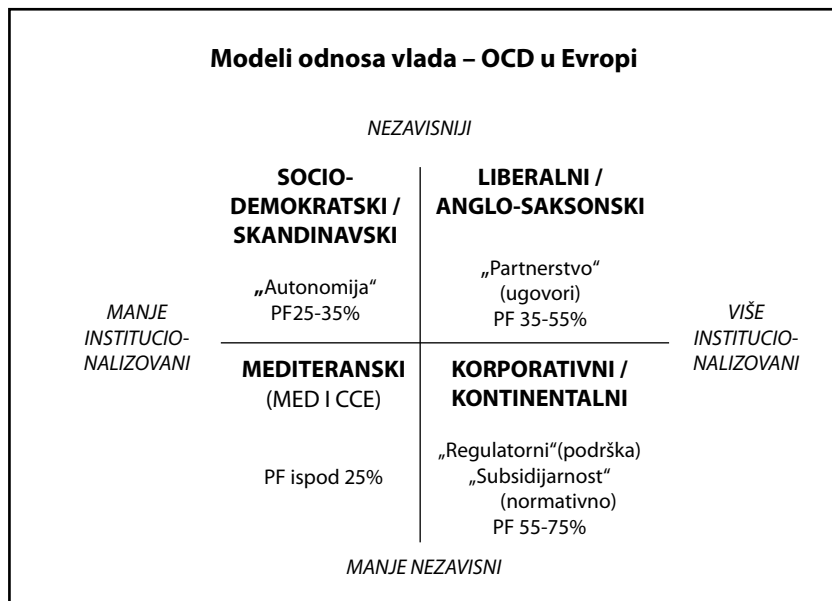 Modeli odnosa vlada – OCD u Evropi
NEZAVISNIJI
SOCIO-
DEMOKRATSKI /
SKANDINAVSKI
„Autonomija“
PF25-35%
LIBERALNI /
ANGLO-SAKSONSKI
„Partnerstvo“
(ugovori)
PF 35-55%
MANJE
INSTITUCIO-
NALIZOVANI
VIŠE
INSTITUCIO-
NALIZOVANI
MEDITERANSKI
(MED I CCE)
PF ispod 25%
KORPORATIVNI /
KONTINENTALNI
„Regulatorni“(podrška)
„Subsidijarnost“
(normativno)
PF 55-75%
MANJE NEZAVISNI